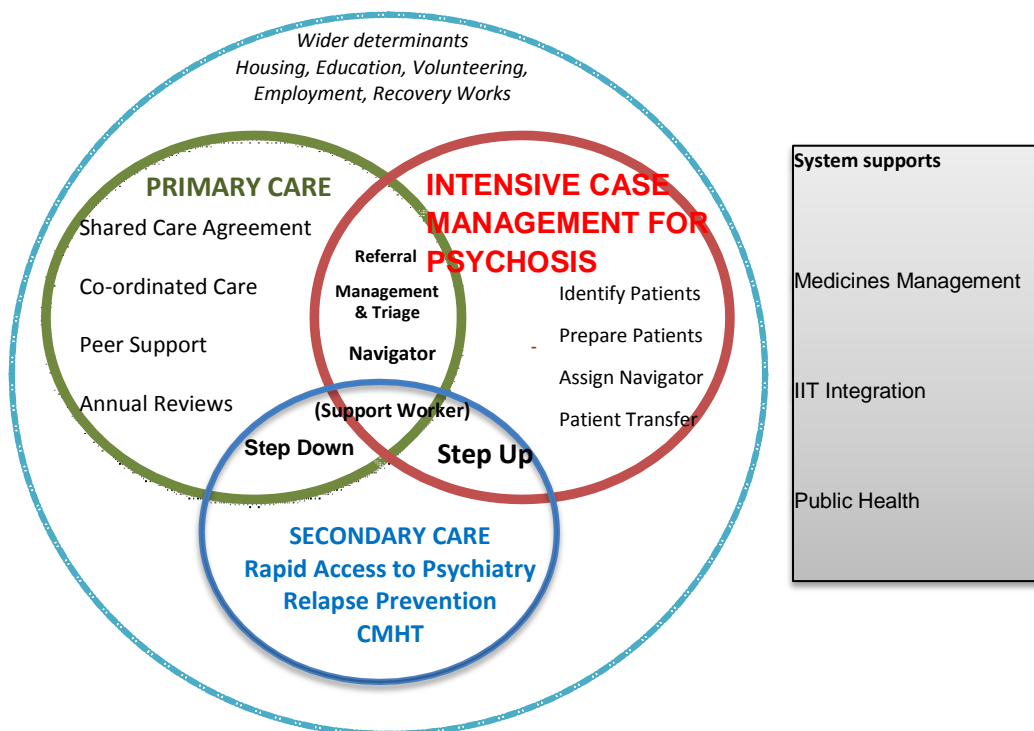 Wider determinants
Housing, Education, Volunteering,
Employment, Recovery Works
PRIMARY CARE
Shared Care Agreement
Co-ordinated Care
Peer Support
Annual Reviews
INTENSIVE CASE
MANAGEMENT FOR
PSYCHOSIS
Referral
Management
& Triage
Navigator
(Support Worker)
Identify Patients
-
Prepare Patients
Assign Navigator
Patient Transfer
Step Down
Step Up
SECONDARY CARE
Rapid Access to Psychiatry
Relapse Prevention
CMHT
System supports
Medicines Management
IIT Integration
Public Health